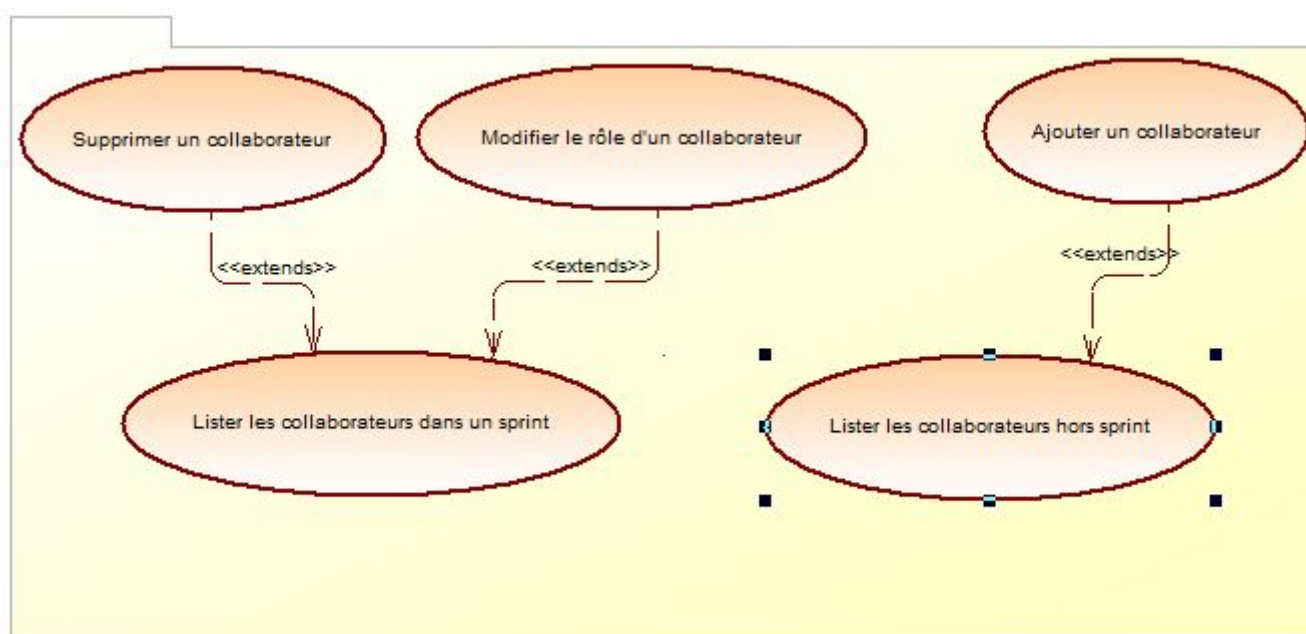 Supprimer un collaborateur
Modifier le rôle d'un collaborateur
Ajouter un collaborateur
<<extends>>
<<extends>>
<<extends>>
Lister les collaborateurs dans un sprint
Lister les collaborateurs hors sprint